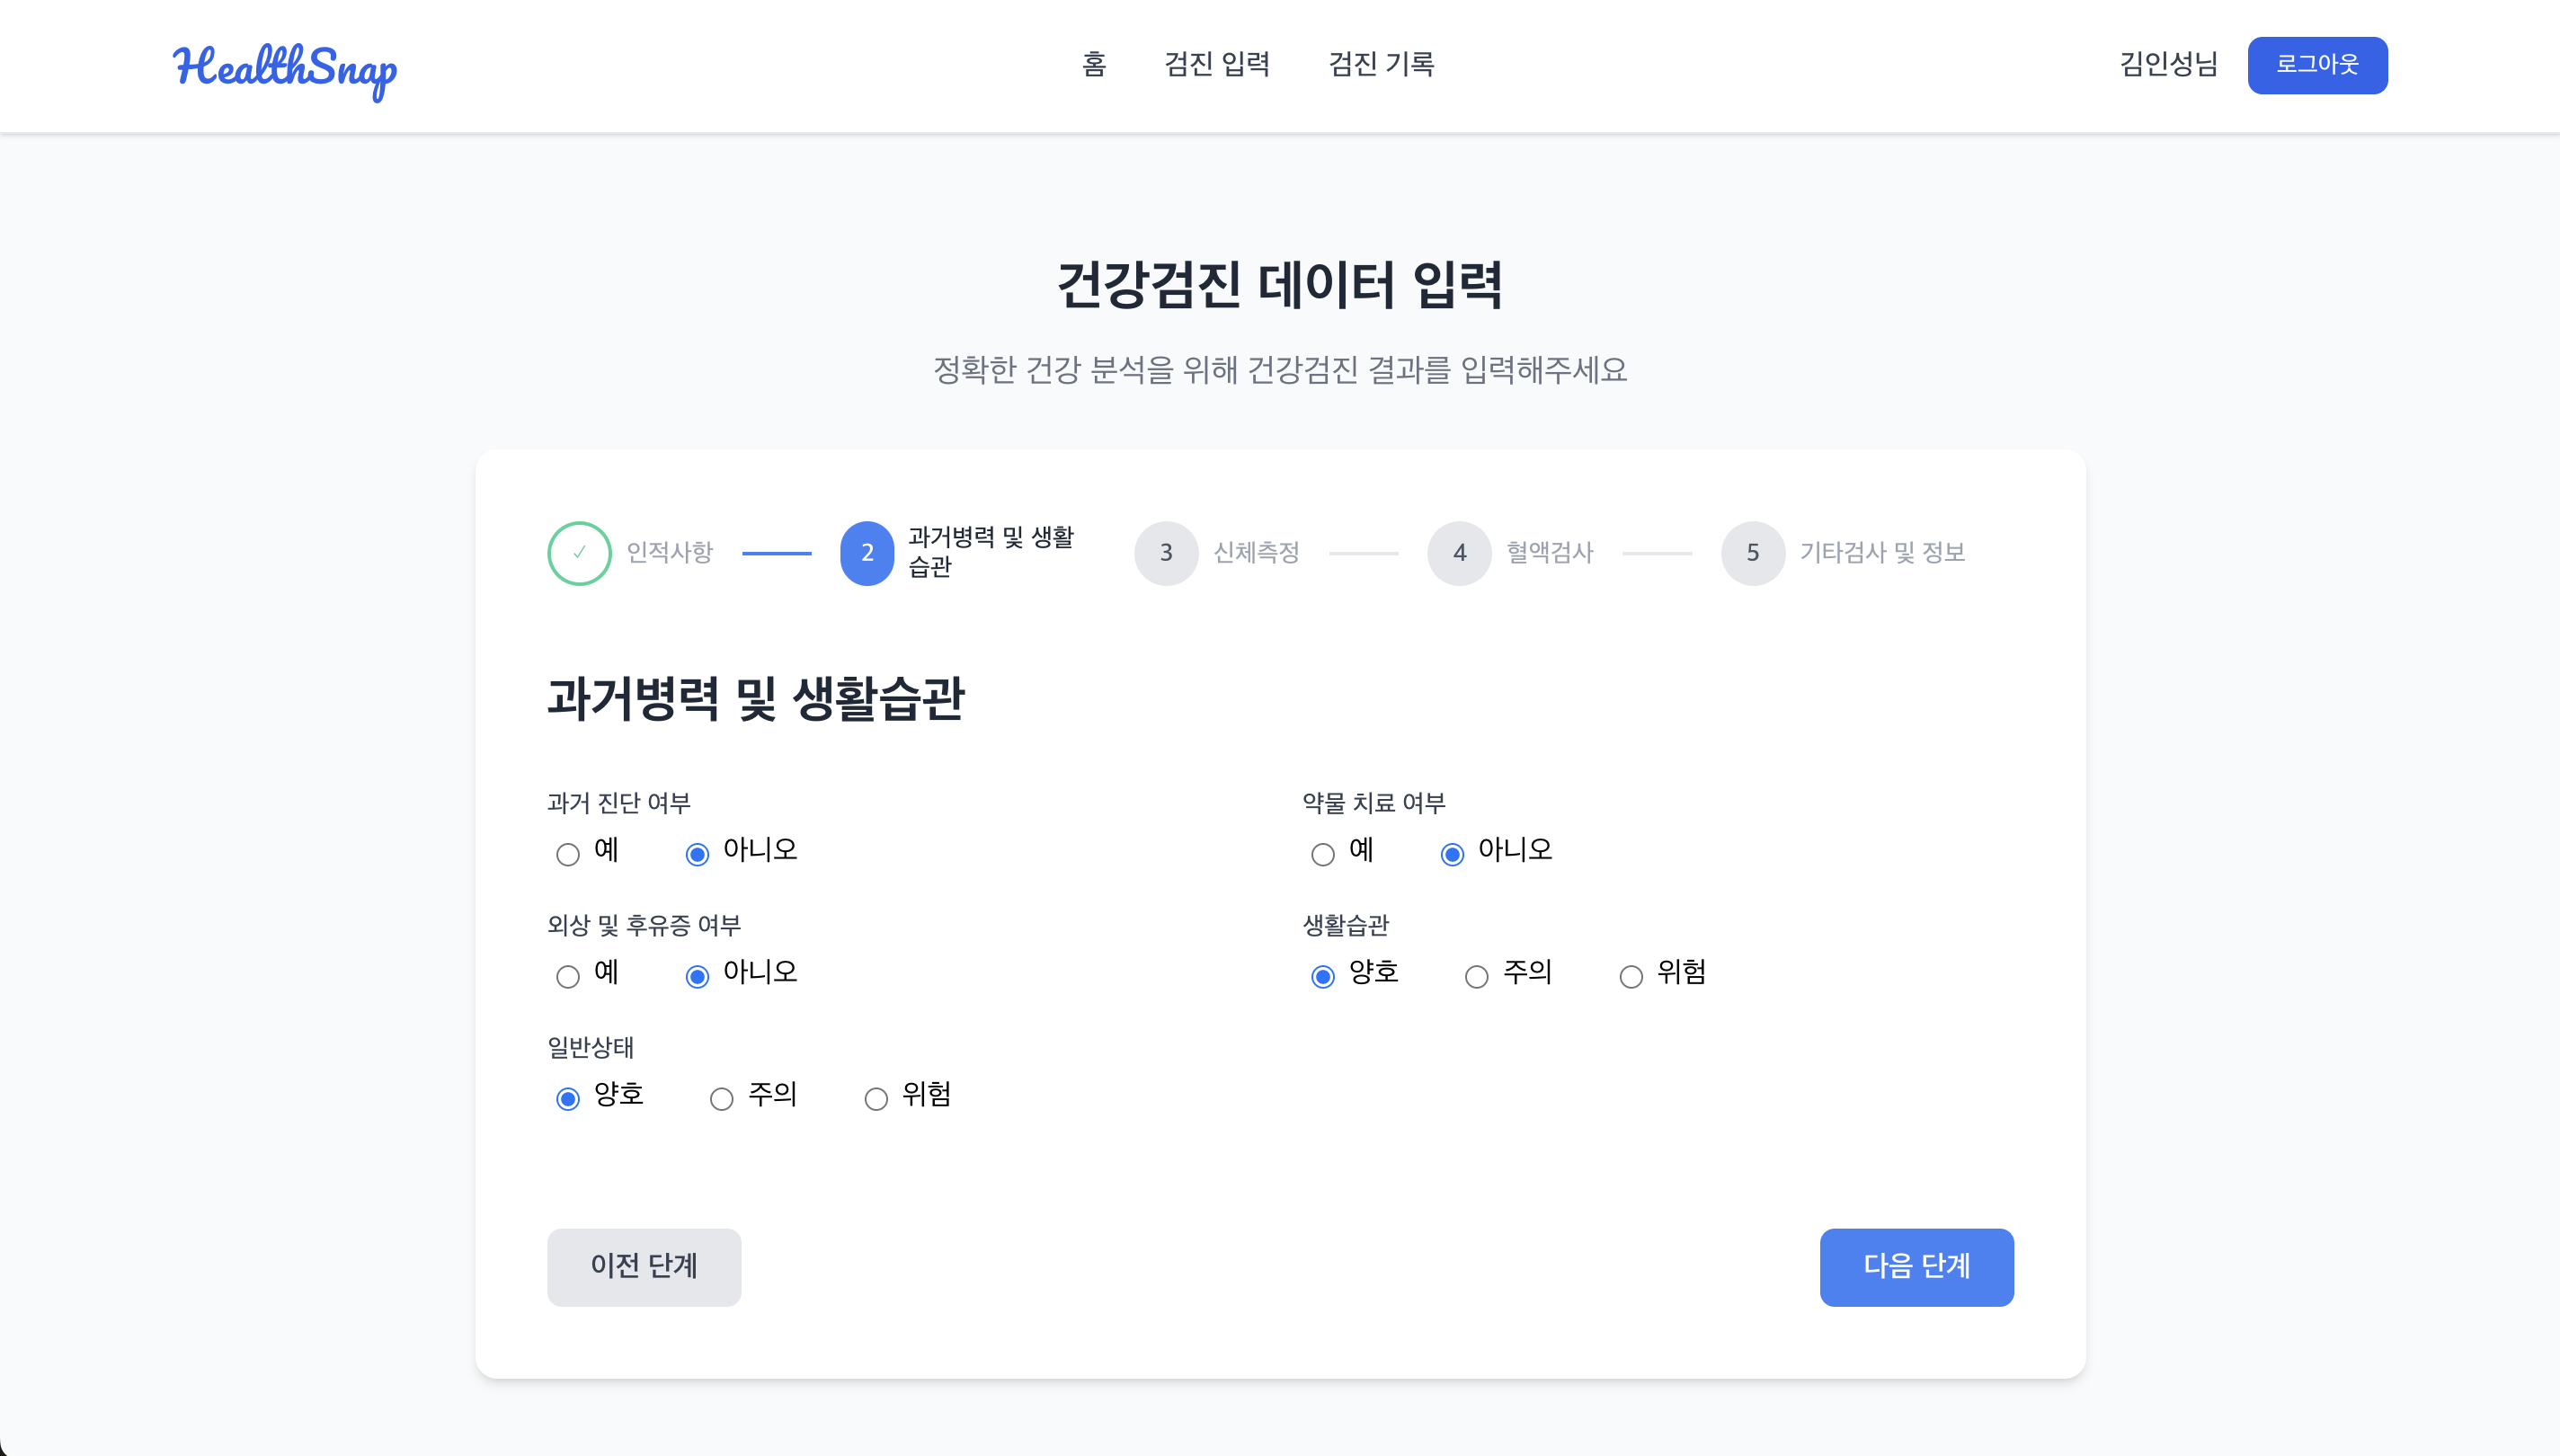 HealthSnap
홈 검진 입력 검진 기록
김인성님 로그아웃
건강검진 데이터 입력
정확한 건강 분석을 위해 건강검진 결과를 입력해주세요
✓ 인적사항
2 과거병력 및 생활
습관
3 신체측정
4 혈액검사
5 기타검사 및 정보
과거병력 및 생활습관
과거 진단 여부
예 아니오
약물 치료 여부
예 아니오
외상 및 후유증 여부
예 아니오
생활습관
양호 주의 위험
일반상태
양호 주의 위험
이전 단계
다음 단계